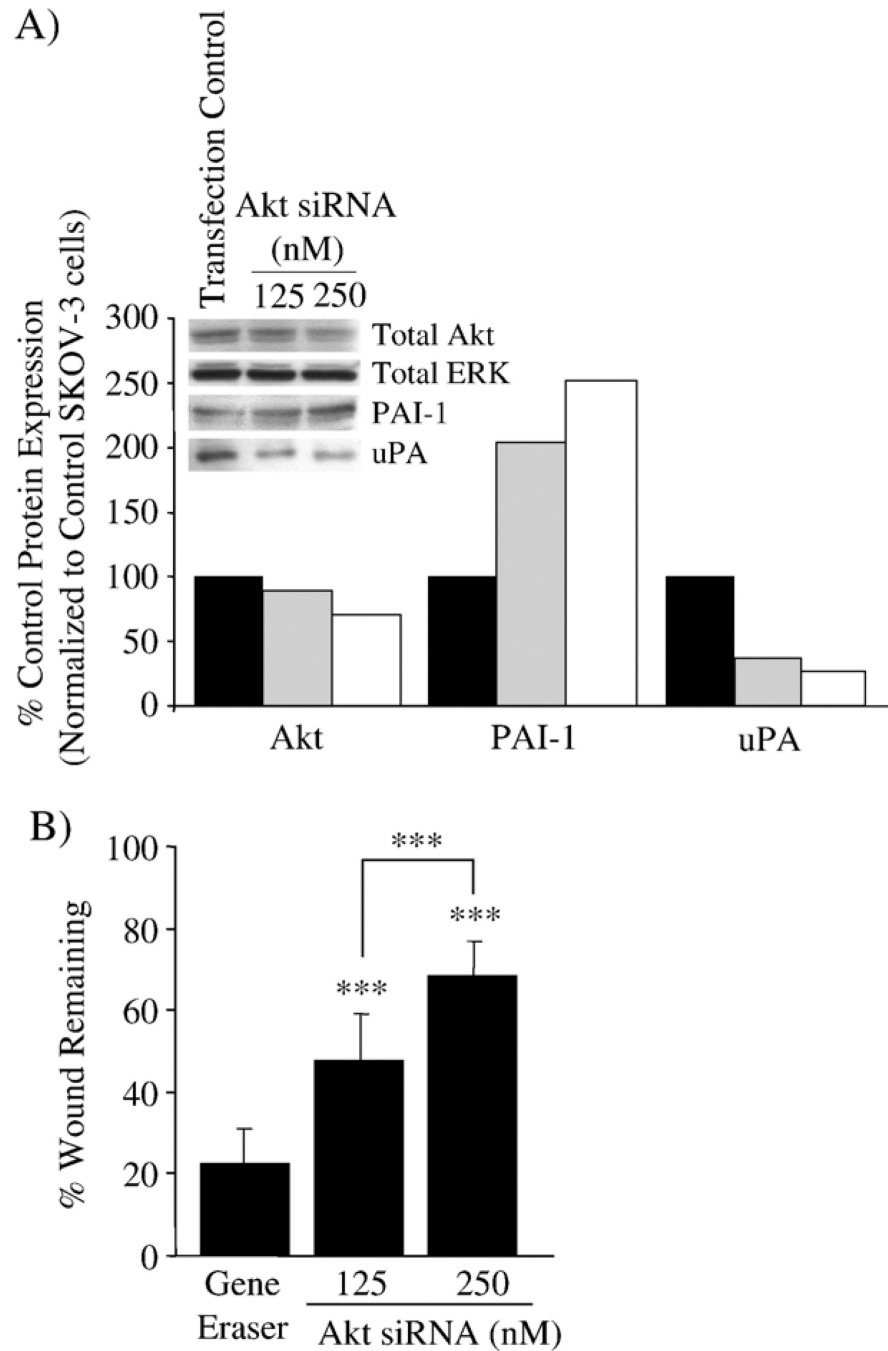 A)
Transfection Control
Akt siRNA
(nM)
125 250
Total Akt
Total ERK
PAI-1
uPA
% Control Protein Expression
(Normalized to Control SKOV-3 cells)
300
250
200
150
100
50
0
Akt PAI-1 uPA
B)
% Wound Remaining
100
80
60
40
20
0
***
***
***
Gene
Eraser
125 250
Akt siRNA (nM)